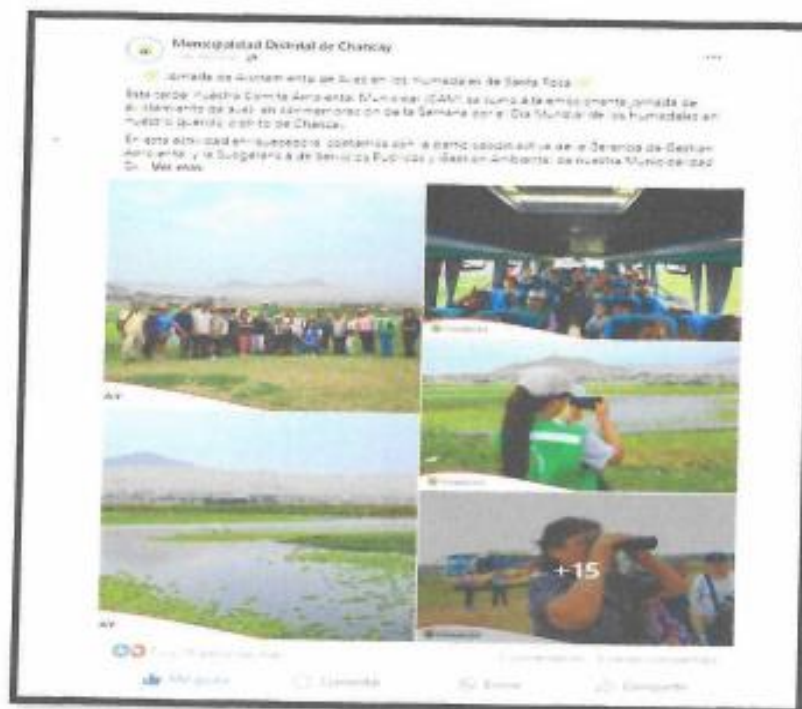 Municipalidad Distrital de Chancay
Jornada de Avistamiento de Aves en los Humedales de Santa Rosa
Esta tarde, nuestro Comité Ambiental Municipal (CAM) se sumó a la emocionante jornada de
avistamiento de aves en conmemoración de la Semana por el Día Mundial de los Humedales en
nuestro querido distrito de Chancay.
En esta actividad contamos con la participación activa de la Gerencia de Gestión
Ambiental y la Subgerencia de Servicios Públicos y Gestión Ambiental de nuestra Municipalidad
Ver más
+15
Me gusta
Comentar
Enviar
Compartir